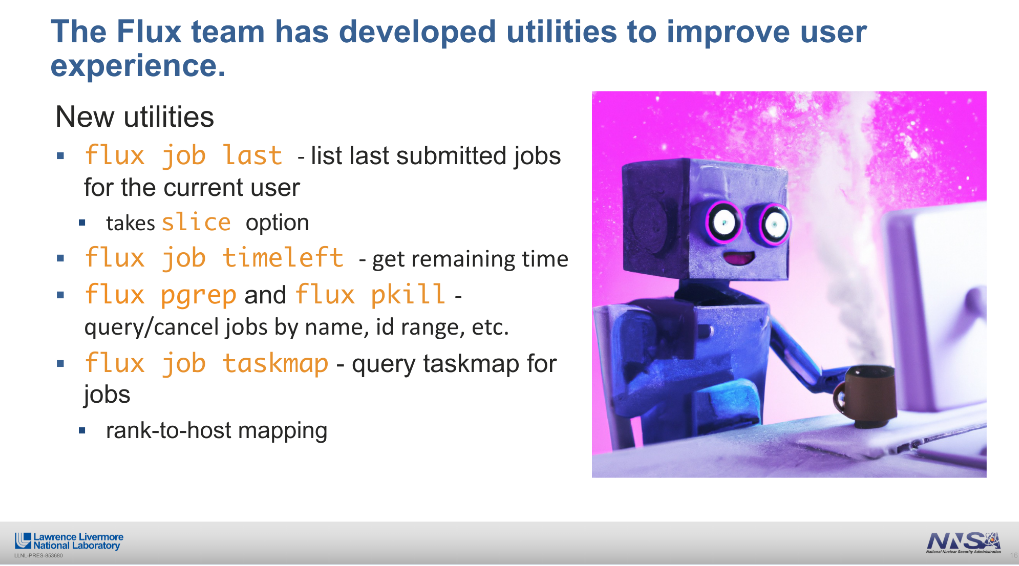 The Flux team has developed utilities to improve user
experience.
New utilities
▪ flux job last - list last submitted jobs
for the current user
▪ takes slice option
▪ flux job timeleft - get remaining time
▪ flux pgrep and flux pkill -
query/cancel jobs by name, id range, etc.
▪ flux job taskmap - query taskmap for
jobs
▪ rank-to-host mapping
Lawrence Livermore
National Laboratory
NNSA
National Nuclear Security Administration